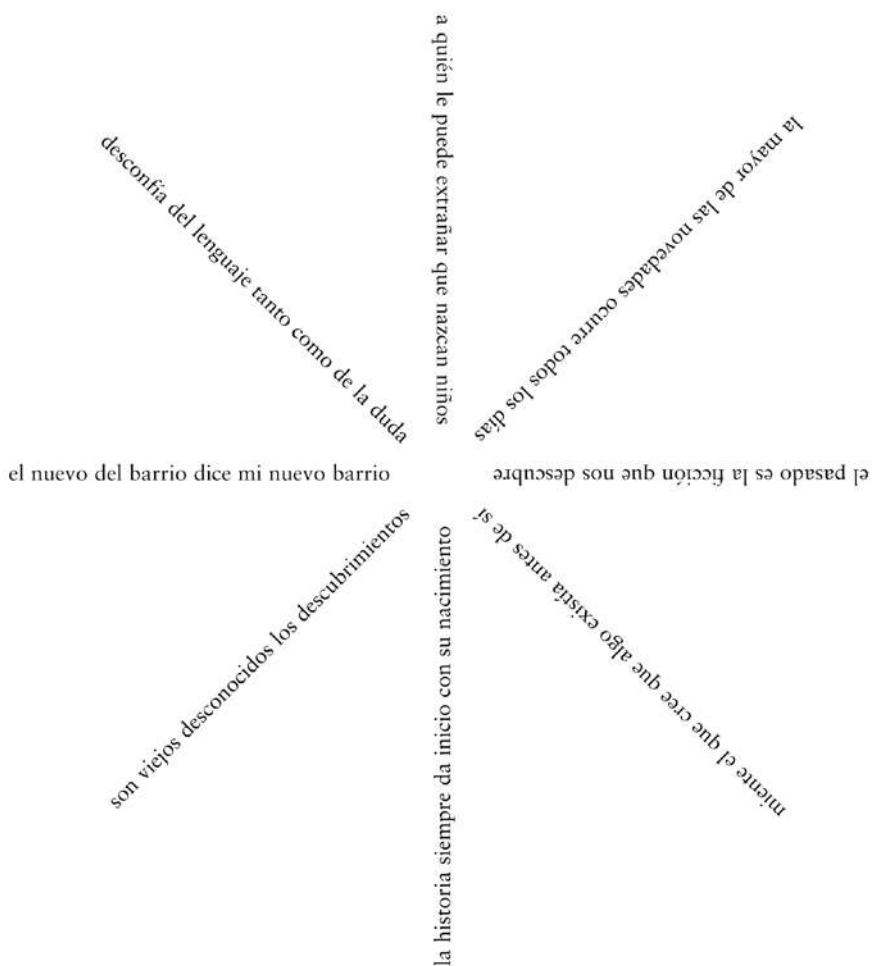 a quién le puede extrañar que nazcan niños
la mayor de las novedades ocurre todos los días
el pasado es la ficción que nos descubre
miente el que cree que algo existía antes de sí
la historia siempre da inicio con su nacimiento
son viejos desconocidos los descubrimientos
el nuevo del barrio dice mi nuevo barrio
desconfía del lenguaje tanto como de la duda